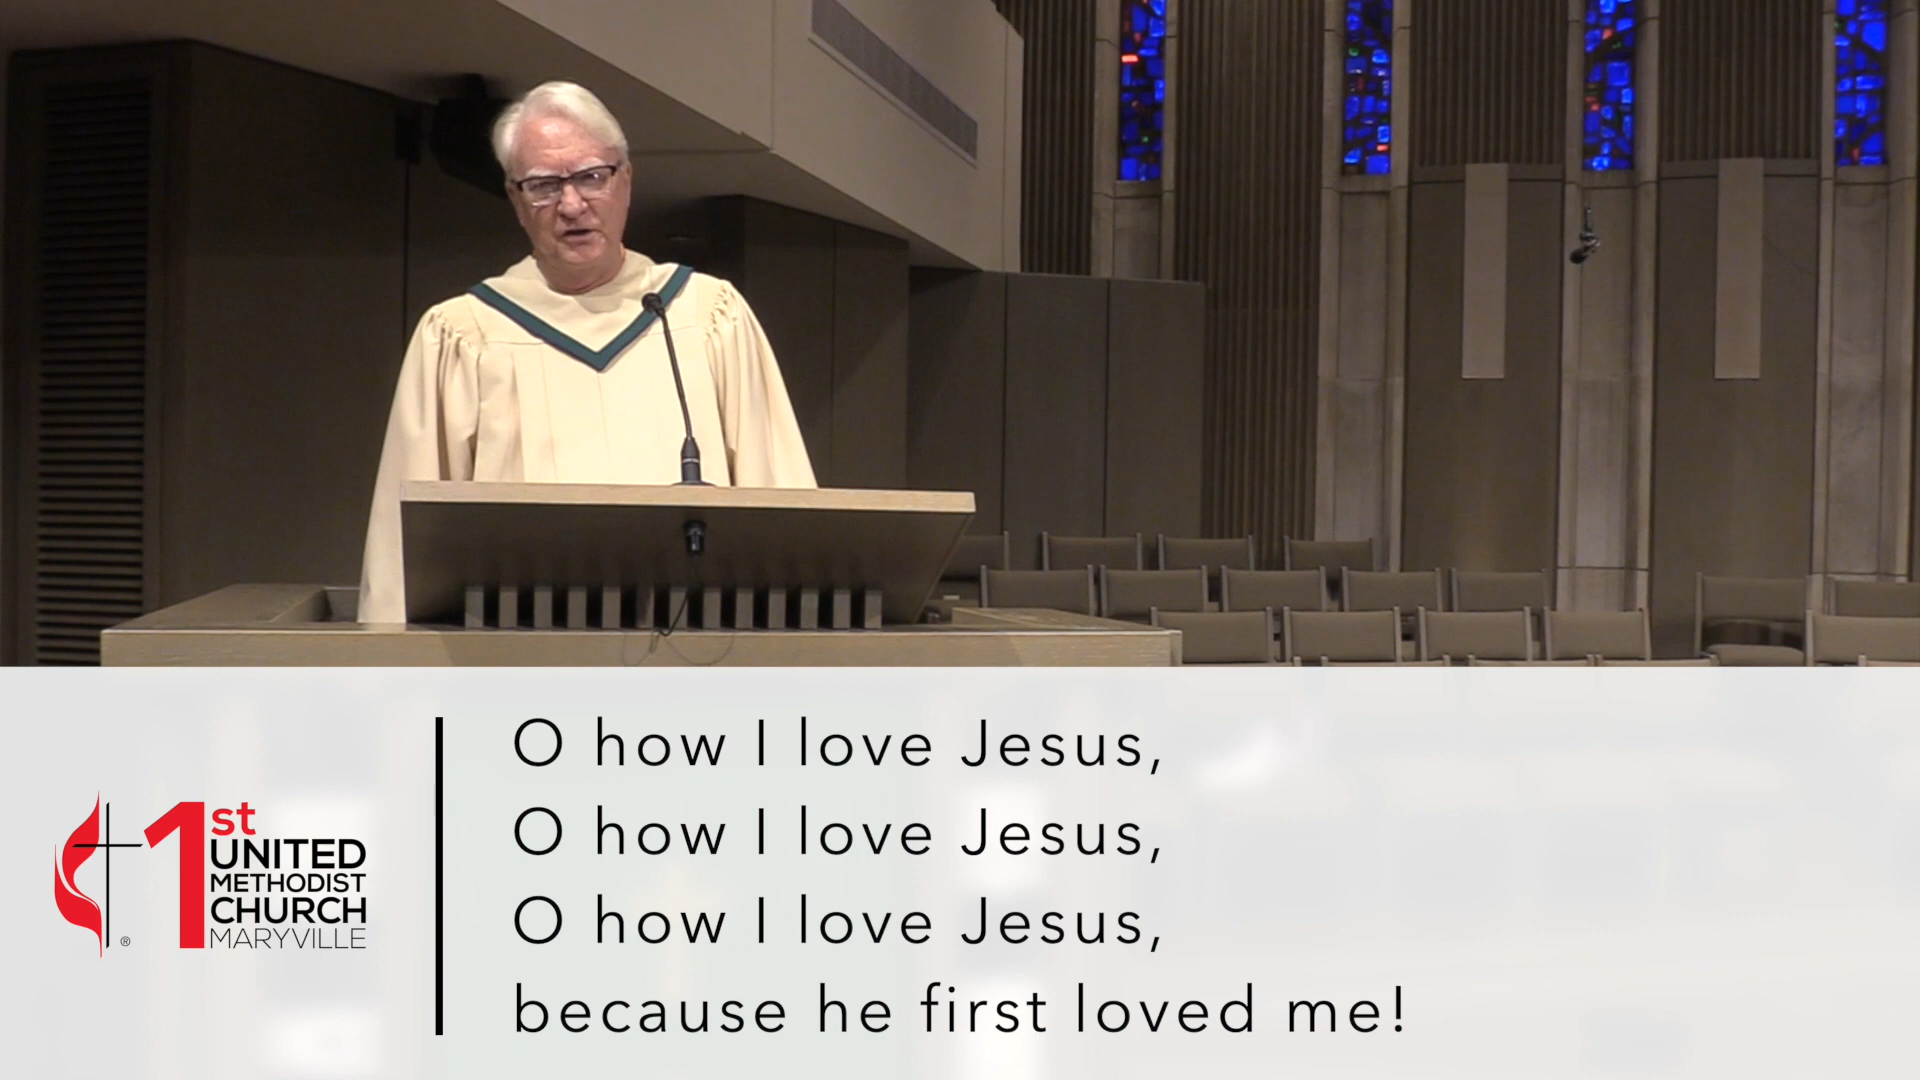 O how I love Jesus,
O how I love Jesus,
O how I love Jesus,
because he first loved me!
1st
UNITED
METHODIST
CHURCH
MARYVILLE
®